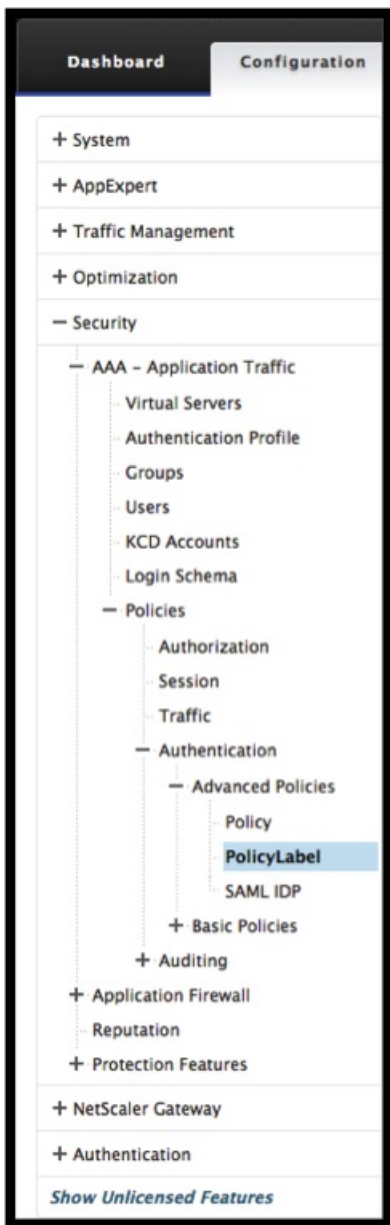 Dashboard Configuration
+ System
+ AppExpert
+ Traffic Management
+ Optimization
− Security
− AAA – Application Traffic
Virtual Servers
Authentication Profile
Groups
Users
KCD Accounts
Login Schema
− Policies
Authorization
Session
Traffic
− Authentication
− Advanced Policies
Policy
PolicyLabel
SAML IDP
+ Basic Policies
+ Auditing
+ Application Firewall
Reputation
+ Protection Features
+ NetScaler Gateway
+ Authentication
Show Unlicensed Features